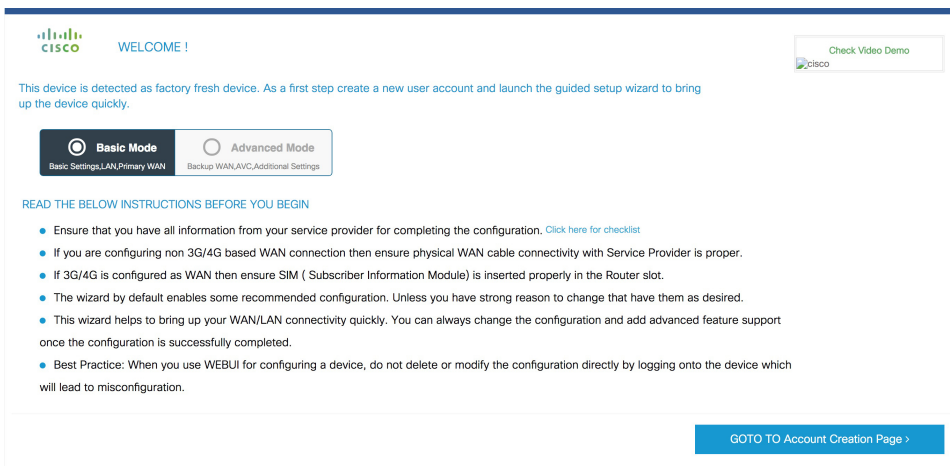 CISCO
WELCOME !
Check Video Demo
cisco
This device is detected as factory fresh device. As a first step create a new user account and launch the guided setup wizard to bring
up the device quickly.
Basic Mode
Basic Settings,LAN,Primary WAN
Advanced Mode
Backup WAN,AVC,Additional Settings
READ THE BELOW INSTRUCTIONS BEFORE YOU BEGIN
Ensure that you have all information from your service provider for completing the configuration. Click here for checklist
If you are configuring non 3G/4G based WAN connection then ensure physical WAN cable connectivity with Service Provider is proper.
If 3G/4G is configured as WAN then ensure SIM ( Subscriber Information Module) is inserted properly in the Router slot.
The wizard by default enables some recommended configuration. Unless you have strong reason to change that have them as desired.
This wizard helps to bring up your WAN/LAN connectivity quickly. You can always change the configuration and add advanced feature support
once the configuration is successfully completed.
Best Practice: When you use WEBUI for configuring a device, do not delete or modify the configuration directly by logging onto the device which
will lead to misconfiguration.
GOTO TO Account Creation Page >